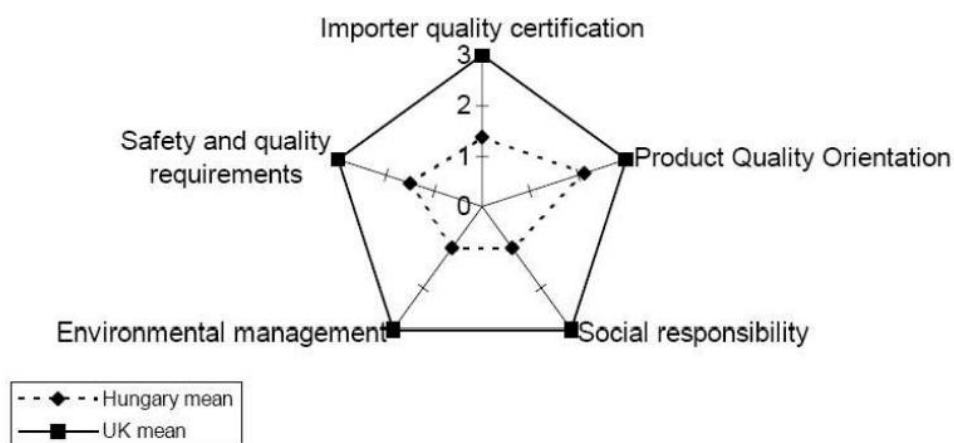 Importer quality certification
3
2
1
0
Safety and quality
requirements
Product Quality Orientation
Environmental management
Social responsibility
Hungary mean
UK mean